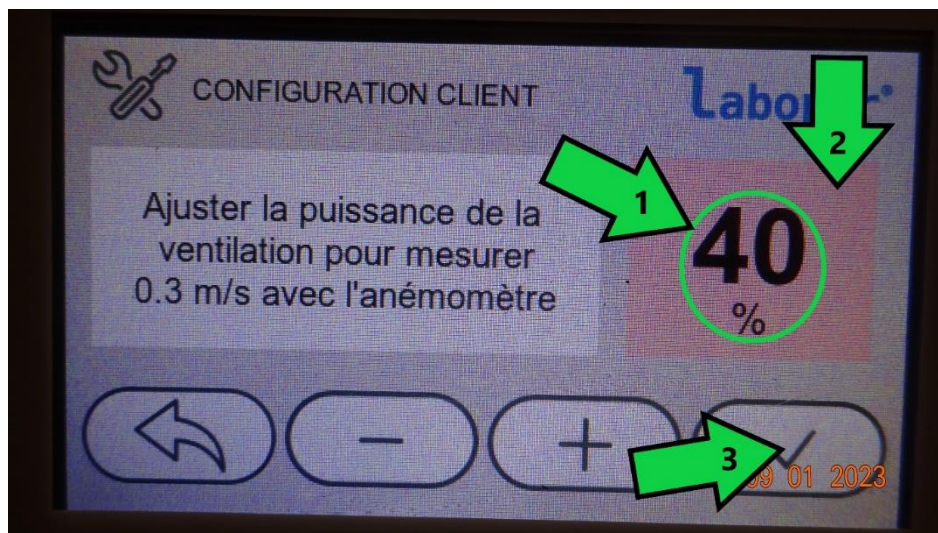 CONFIGURATION CLIENT
2
1
Ajuster la puissance de la
ventilation pour mesurer
0.3 m/s avec l'anémomètre
40
%
-
+
3
09 01 2023